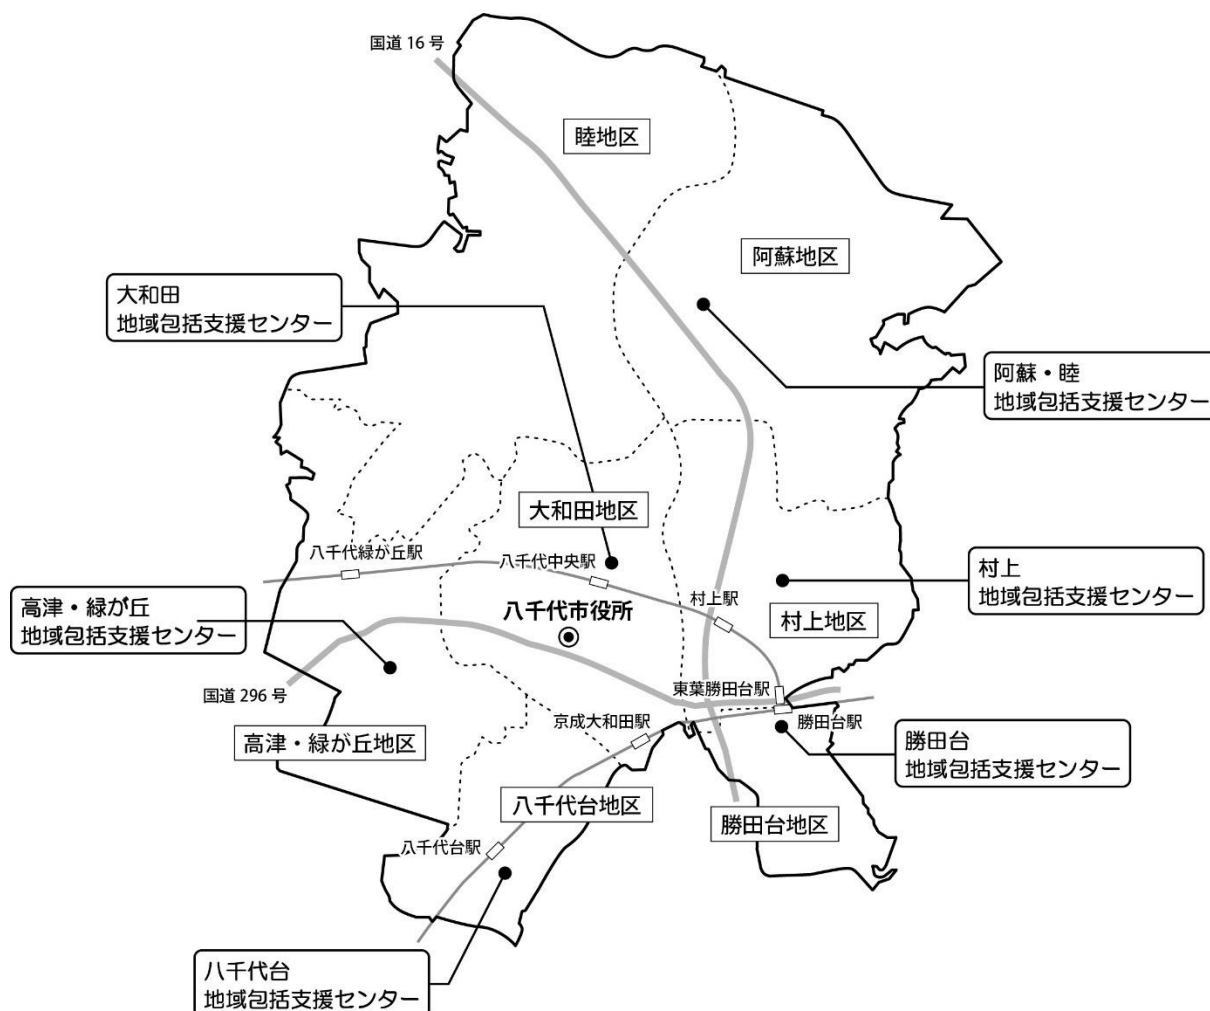 国道 16 号
睦地区
阿蘇地区
大和田
地域包括支援センター
阿蘇・睦
地域包括支援センター
大和田地区
八千代緑が丘駅
八千代中央駅
村上
地域包括支援センター
高津・緑が丘
地域包括支援センター
八千代市役所
村上駅
村上地区
国道 296 号
東葉勝田台駅
高津・緑が丘地区
京成大和田駅
勝田台駅
勝田台
地域包括支援センター
八千代台地区
勝田台地区
八千代台駅
八千代台
地域包括支援センター